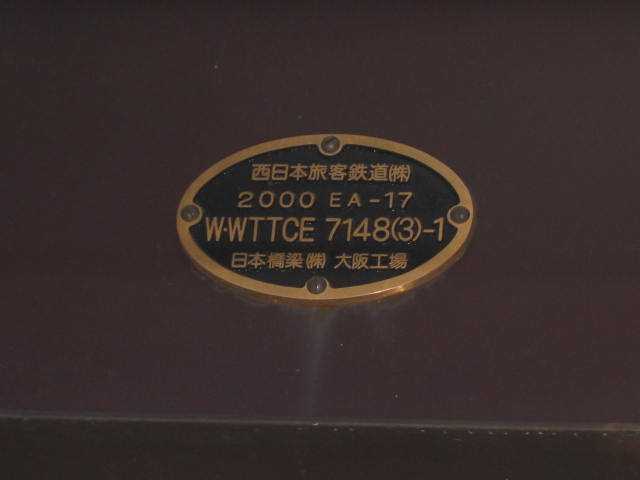 西日本旅客鉄道㈱
2000 EA-17
W-WTTCE 7148(3)-1
日本橋梁㈱ 大阪工場